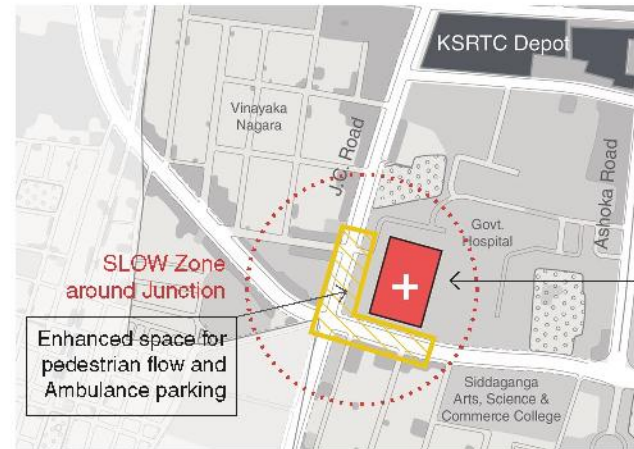 KSRTC Depot
Vinayaka
Nagara
J.C. Road
Ashoka Road
Govt.
Hospital
SLOW Zone
around Junction
Enhanced space for
pedestrian flow and
Ambulance parking
Siddaganga
Arts, Science &
Commerce College